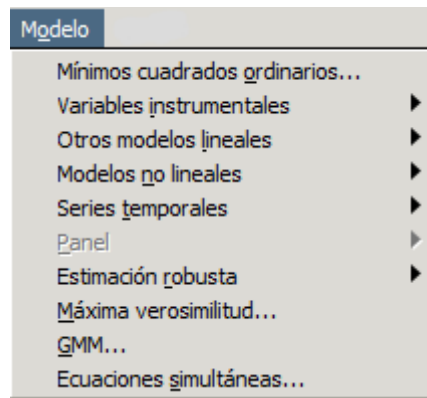 Modelo
Mínimos cuadrados ordinarios...
Variables instrumentales
Otros modelos lineales
Modelos no lineales
Series temporales
Panel
Estimación robusta
Máxima verosimilitud...
GMM...
Ecuaciones simultáneas...